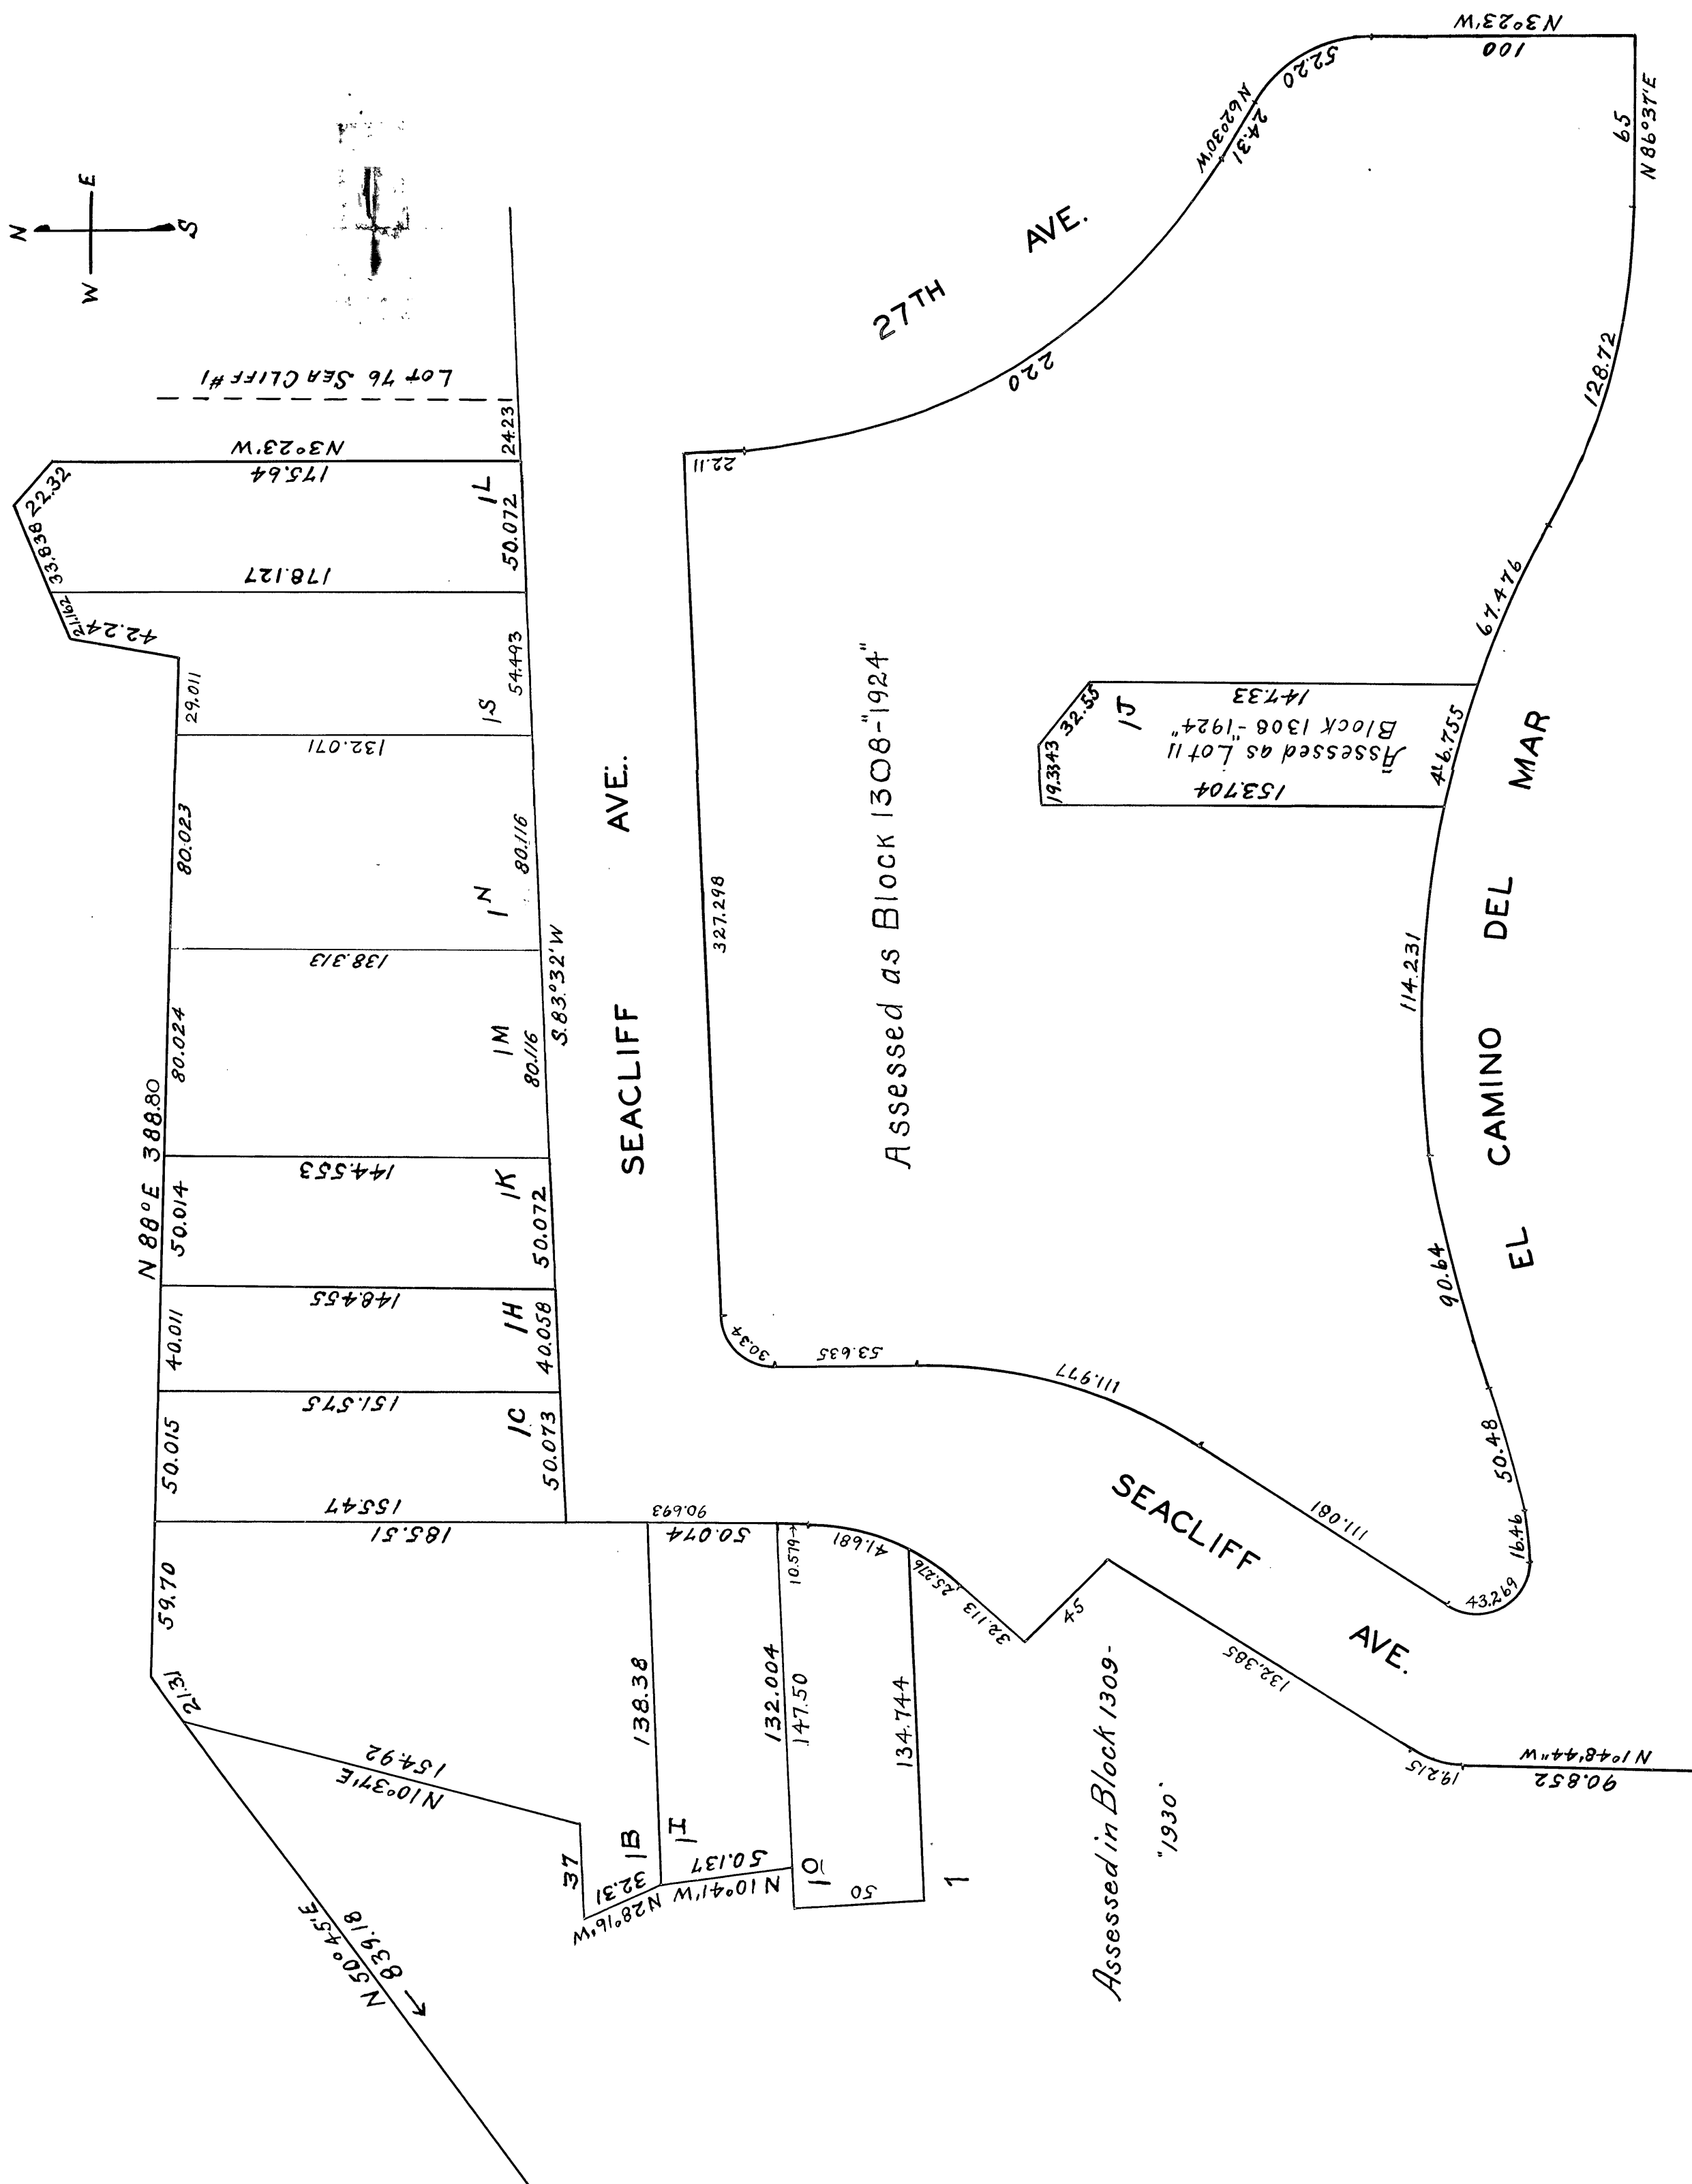 N
W E
S
LOT 76 SEA CLIFF #1
22.32
33.838
21.162
42.24
N3°23'W
175.64
24.23
1L
50.072
178.127
29.011
1S
54.493
132.071
80.023
1N
80.116
138.313
N 88°E 388.80
80.024
1M
80.116
S.83°32'W
144.553
50.014
1K
50.072
148.455
40.011
1H
40.058
151.575
50.015
1C
50.073
155.47
185.51
59.70
21.31
N10°37'E
154.92
37
1B
32.31
N28°16'W
138.38
1I
50.137
N10°41'W
90.693
50.074
132.004
147.50
10.579→
1O
50
134.744
41.681
25.276
32.113
45
1
N 50°45'E
839.18
SEACLIFF AVE.
22.11
327.298
30.34
53.635
111.977
111.081
43.269
16.46
50.48
90.64
114.231
46.755
67.476
128.72
65
N 86°37'E
N3°23'W
100
52.20
24.31
N62°30'W
220
27TH AVE.
Assessed as Block 1308-"1924"
19.3343
32.55
1J
147.33
Assessed as Lot 11
Block 1308-"1924"
153.704
EL CAMINO DEL MAR
SEACLIFF AVE.
132.385
19.215
N1°48'44"W
90.852
Assessed in Block 1309-
"1930"